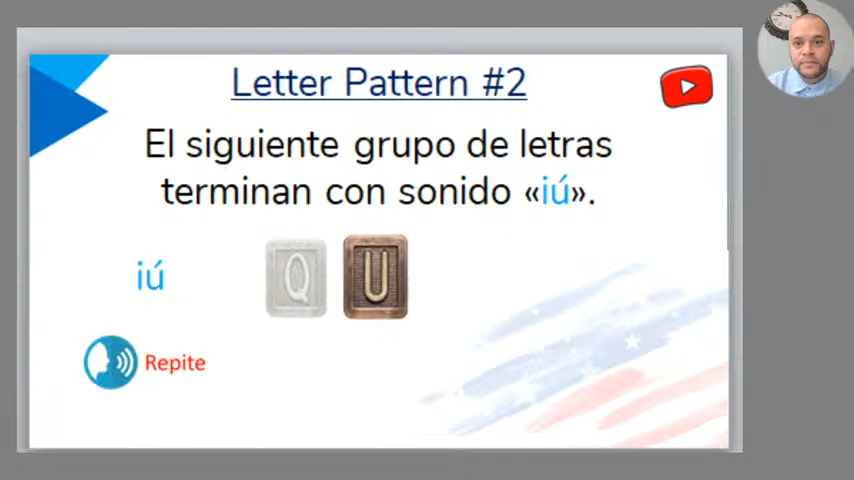 Letter Pattern #2
El siguiente grupo de letras
terminan con sonido «iú».
iú
Q U
Repite